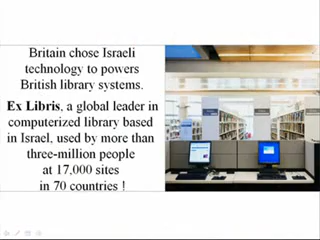 Britain chose Israeli
technology to powers
British library systems.
Ex Libris, a global leader in
computerized library based
in Israel, used by more than
three-million people
at 17,000 sites
in 70 countries !